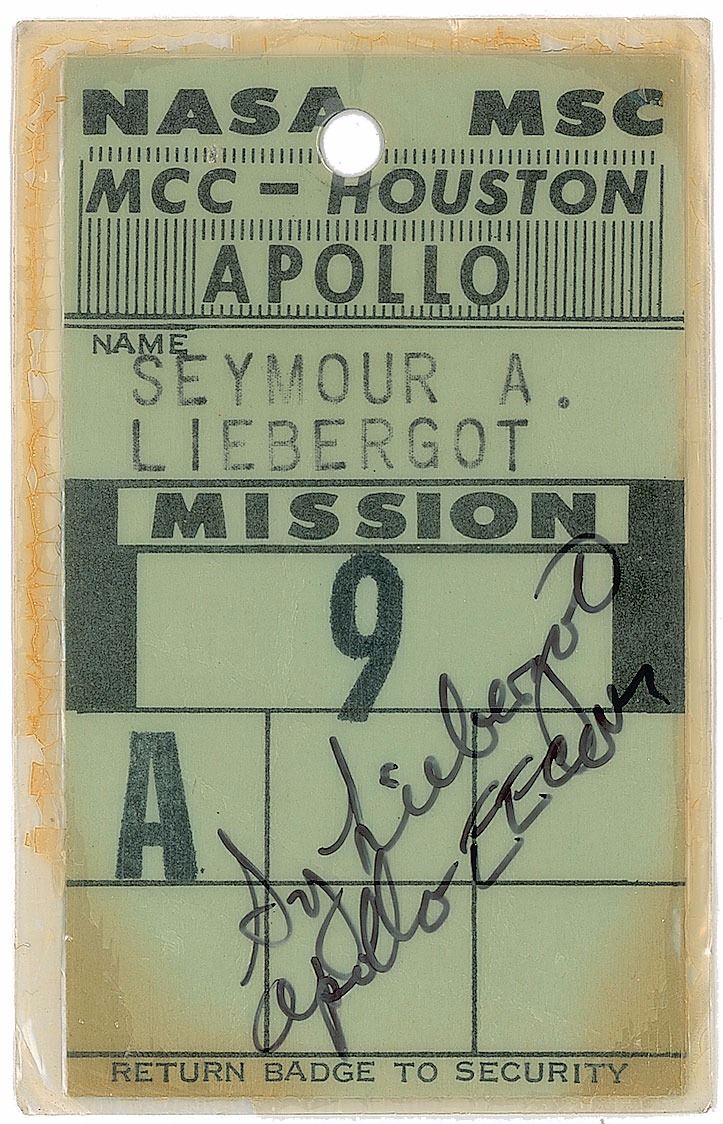 NASA MSC
MCC – HOUSTON
APOLLO
NAME
SEYMOUR A.
LIEBERGOT
MISSION
9
A
Sy Liebergot
Apollo EECOM
RETURN BADGE TO SECURITY